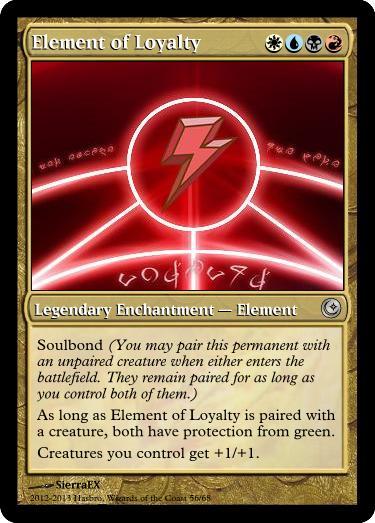 Element of Loyalty
Legendary Enchantment — Element
Soulbond (You may pair this permanent with
an unpaired creature when either enters the
battlefield. They remain paired for as long as
you control both of them.)
As long as Element of Loyalty is paired with
a creature, both have protection from green.
Creatures you control get +1/+1.
SierraEX
2012-2013 Hasbro, Wizards of the Coast 56/68